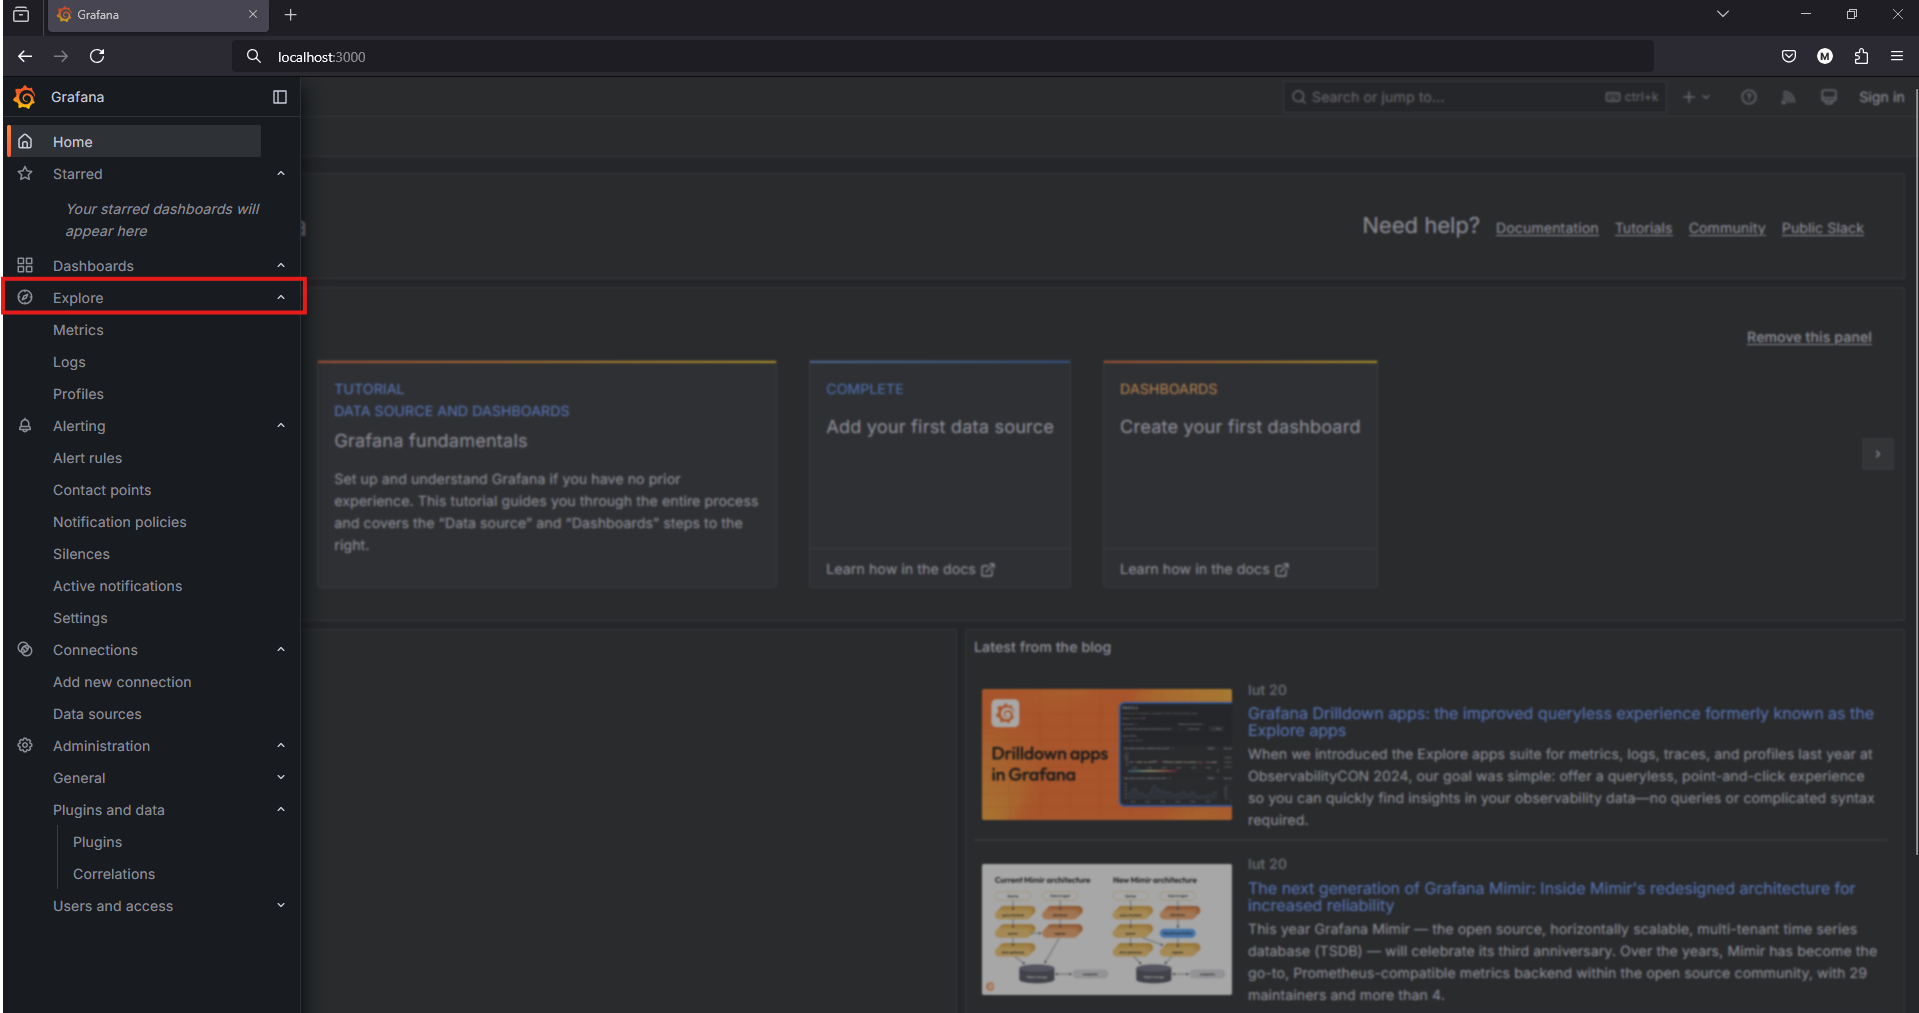 Grafana
localhost:3000
Grafana
Search or jump to...
ctrl+k
Sign in
Home
Starred
Your starred dashboards will
appear here
Dashboards
Explore
Metrics
Logs
Profiles
Alerting
Alert rules
Contact points
Notification policies
Silences
Active notifications
Settings
Connections
Add new connection
Data sources
Administration
General
Plugins and data
Plugins
Correlations
Users and access
Need help?
Documentation
Tutorials
Community
Public Slack
Remove this panel
TUTORIAL
DATA SOURCE AND DASHBOARDS
Grafana fundamentals
Set up and understand Grafana if you have no prior
experience. This tutorial guides you through the entire process
and covers the "Data source" and "Dashboards" steps to the
right.
COMPLETE
Add your first data source
Learn how in the docs
DASHBOARDS
Create your first dashboard
Learn how in the docs
Latest from the blog
Drilldown apps
in Grafana
lut 20
Grafana Drilldown apps: the improved queryless experience formerly known as the
Explore apps
When we introduced the Explore apps suite for metrics, logs, traces, and profiles last year at
ObservabilityCON 2024, our goal was simple: offer a queryless, point-and-click experience
so you can quickly find insights in your observability data—no queries or complicated syntax
required.
Current Mimir architecture
New Mimir architecture
lut 20
The next generation of Grafana Mimir: Inside Mimir's redesigned architecture for
increased reliability
This year Grafana Mimir — the open source, horizontally scalable, multi-tenant time series
database (TSDB) — will celebrate its third anniversary. Over the years, Mimir has become the
go-to, Prometheus-compatible metrics backend within the open source community, with 29
maintainers and more than 4.